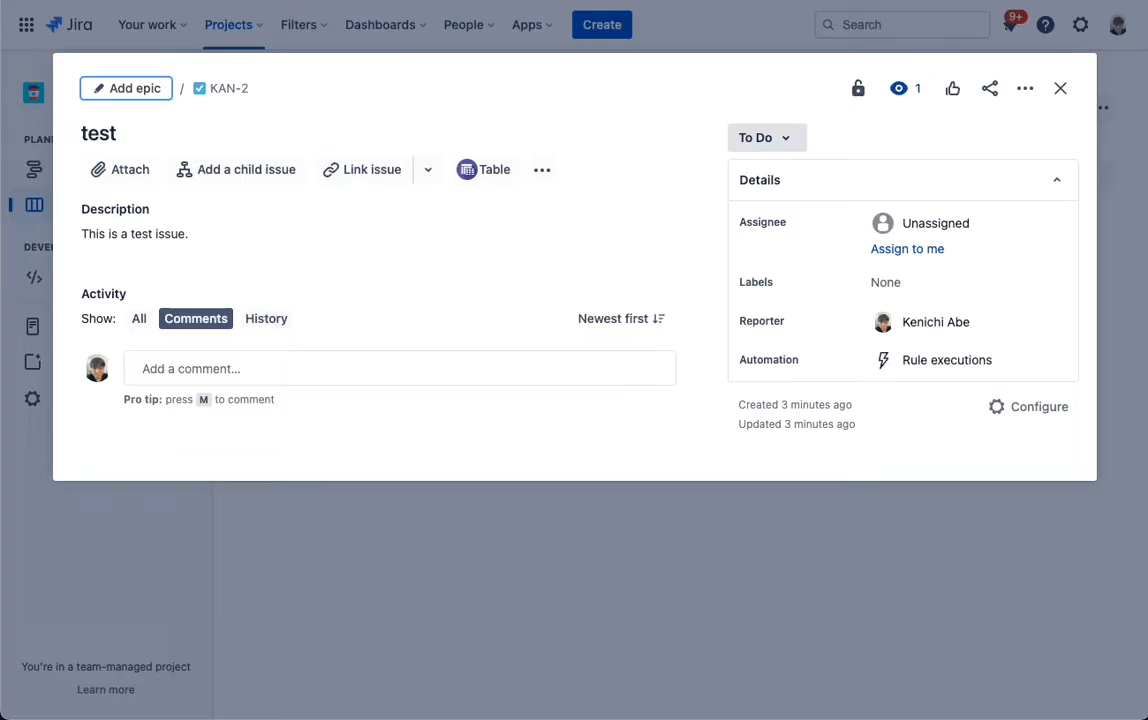 Jira Your work Projects Filters Dashboards People Apps Create Search 9+
Add epic / KAN-2 1
test
To Do
Attach Add a child issue Link issue Table
Details
Description
This is a test issue.
Assignee Unassigned
Assign to me
Labels None
Reporter Kenichi Abe
Automation Rule executions
Created 3 minutes ago
Updated 3 minutes ago
Configure
Activity
Show: All Comments History Newest first
Add a comment...
Pro tip: press M to comment
PLANN
DEVE
You're in a team-managed project
Learn more